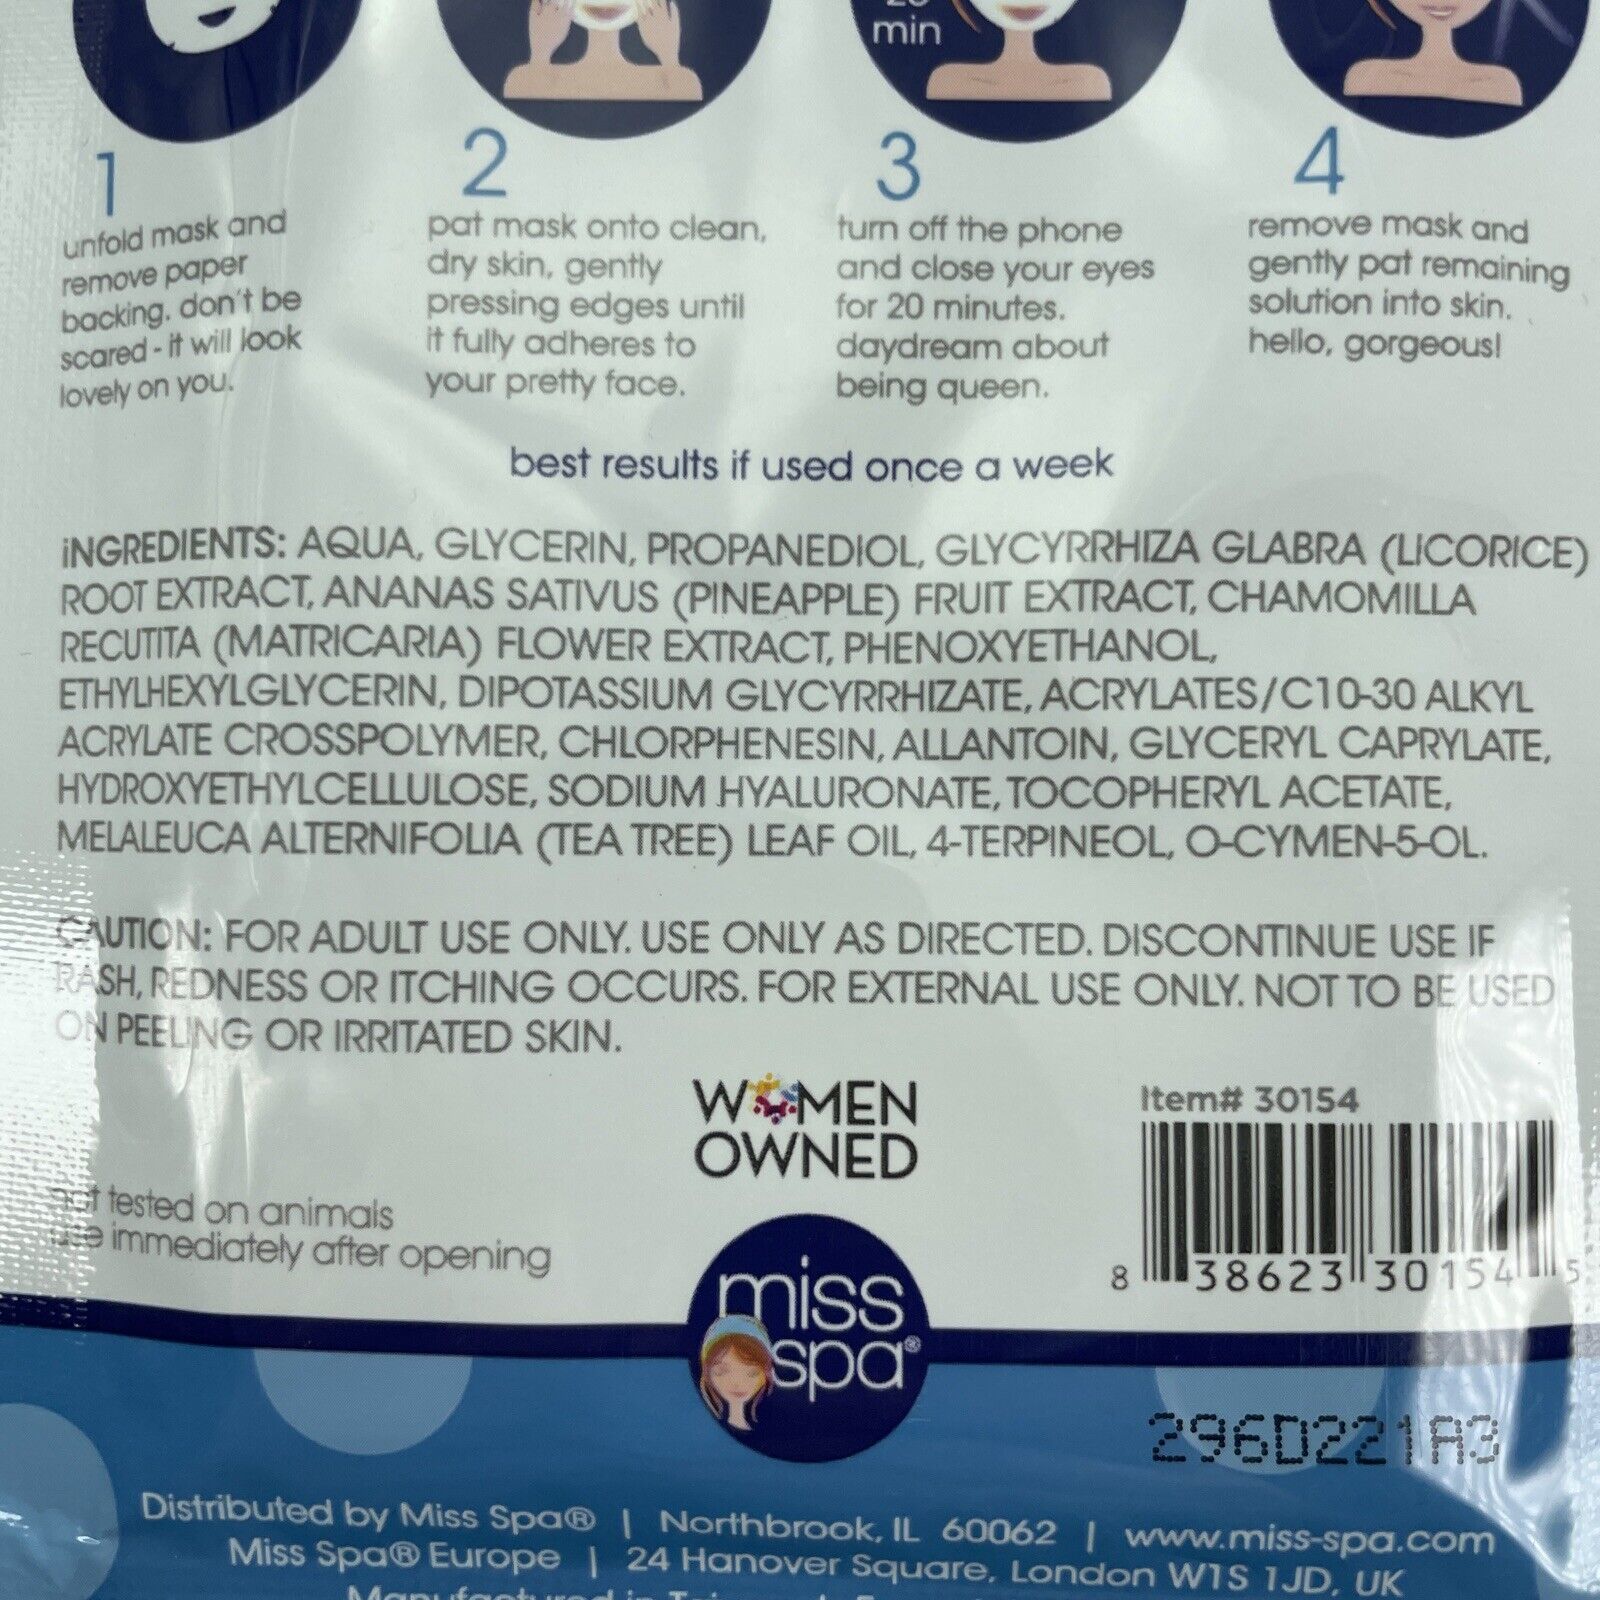 min
1
unfold mask and
remove paper
backing. don't be
scared - it will look
lovely on you.
2
pat mask onto clean,
dry skin, gently
pressing edges until
it fully adheres to
your pretty face.
3
turn off the phone
and close your eyes
for 20 minutes.
daydream about
being queen.
4
remove mask and
gently pat remaining
solution into skin.
hello, gorgeous!
best results if used once a week
iNGREDIENTS: AQUA, GLYCERIN, PROPANEDIOL, GLYCYRRHIZA GLABRA (LICORICE)
ROOT EXTRACT, ANANAS SATIVUS (PINEAPPLE) FRUIT EXTRACT, CHAMOMILLA
RECUTITA (MATRICARIA) FLOWER EXTRACT, PHENOXYETHANOL,
ETHYLHEXYLGLYCERIN, DIPOTASSIUM GLYCYRRHIZATE, ACRYLATES/C10-30 ALKYL
ACRYLATE CROSSPOLYMER, CHLORPHENESIN, ALLANTOIN, GLYCERYL CAPRYLATE,
HYDROXYETHYLCELLULOSE, SODIUM HYALURONATE, TOCOPHERYL ACETATE,
MELALEUCA ALTERNIFOLIA (TEA TREE) LEAF OIL, 4-TERPINEOL, O-CYMEN-5-OL.
CAUTION: FOR ADULT USE ONLY. USE ONLY AS DIRECTED. DISCONTINUE USE IF
RASH, REDNESS OR ITCHING OCCURS. FOR EXTERNAL USE ONLY. NOT TO BE USED
ON PEELING OR IRRITATED SKIN.
WOMEN
OWNED
Item# 30154
8 38623 30154 5
not tested on animals
use immediately after opening
miss
spa®
296D221A3
Distributed by Miss Spa® | Northbrook, IL 60062 | www.miss-spa.com
Miss Spa® Europe | 24 Hanover Square, London W1S 1JD, UK